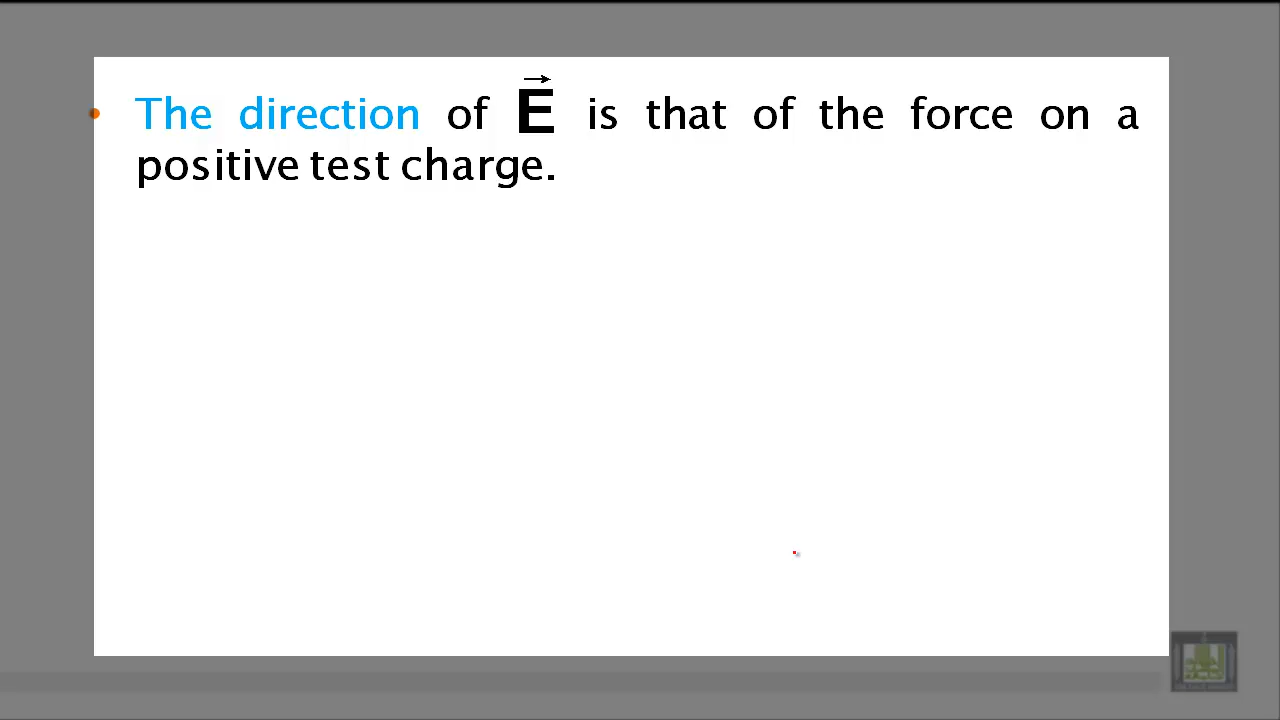 • The direction of E⃗ is that of the force on a
positive test charge.